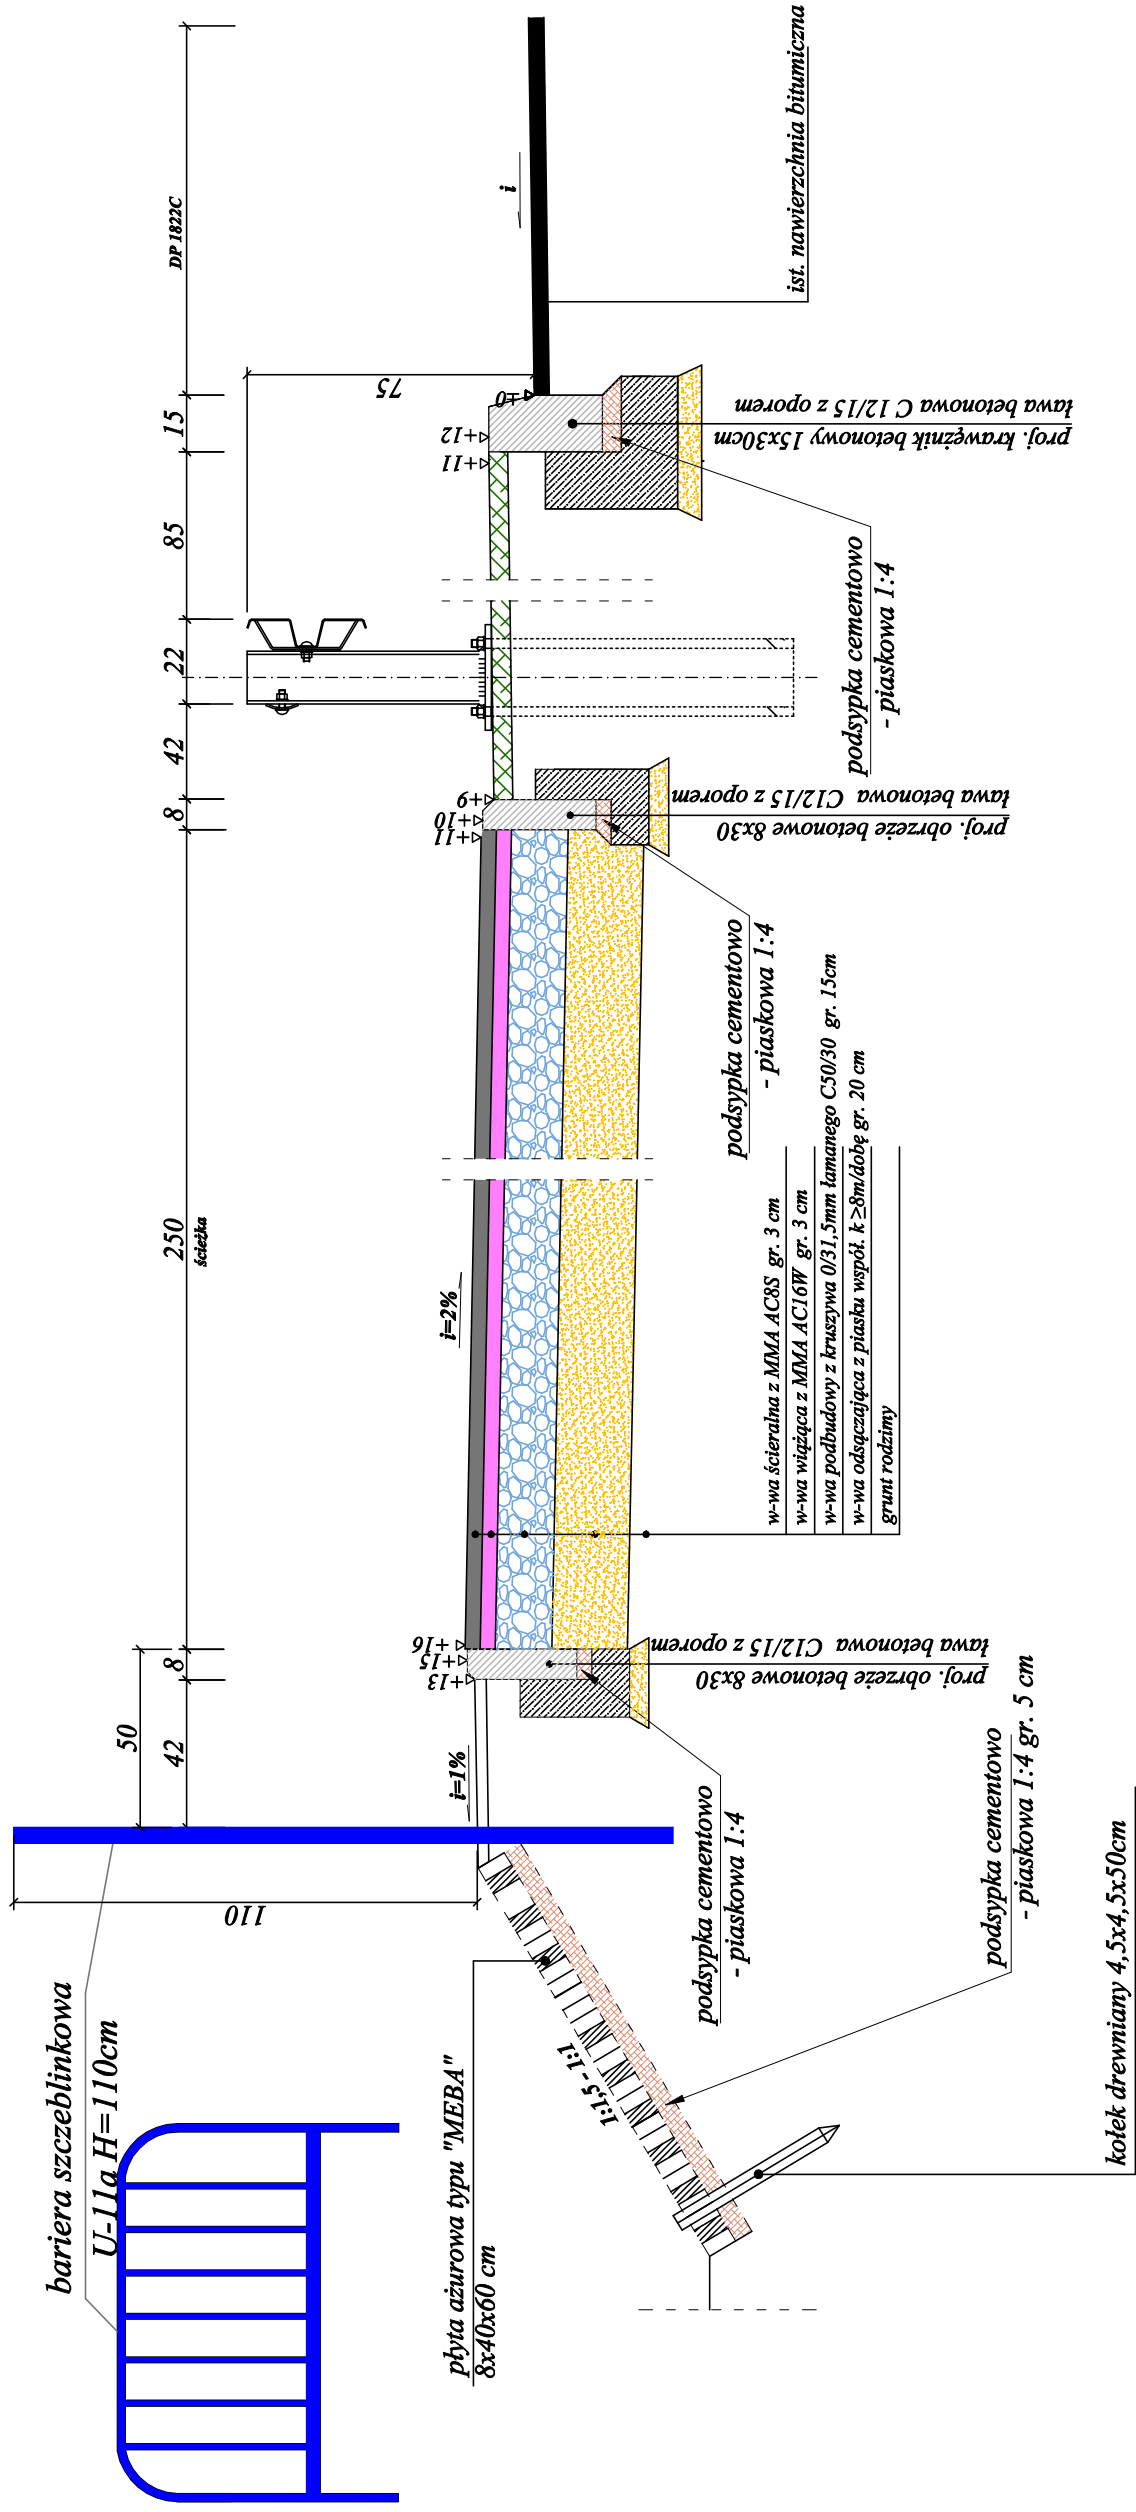 bariera szczeblinkowa
U-11a H=110cm
110
50
42
8
250
ścieżka
8
42
22
85
15
DP 1822C
75
i=1%
+13
+15
+16
i=2%
+11
+10
+9
+11
+12
±0
i
płyta ażurowa typu "MEBA"
8x40x60 cm
1:1,5 - 1:1
kołek drewniany 4,5x4,5x50cm
podsypka cementowo
- piaskowa 1:4 gr. 5 cm
podsypka cementowo
- piaskowa 1:4
proj. obrzeże betonowe 8x30
ława betonowa C12/15 z oporem
w-wa ścieralna z MMA AC8S gr. 3 cm
w-wa wiążąca z MMA AC16W gr. 3 cm
w-wa podbudowy z kruszywa 0/31,5mm łamanego C50/30 gr. 15cm
w-wa odsączająca z piasku współ. k ≥8m/dobę gr. 20 cm
grunt rodzimy
podsypka cementowo
- piaskowa 1:4
proj. obrzeże betonowe 8x30
ława betonowa C12/15 z oporem
podsypka cementowo
- piaskowa 1:4
proj. krawężnik betonowy 15x30cm
ława betonowa C 12/15 z oporem
ist. nawierzchnia bitumiczna